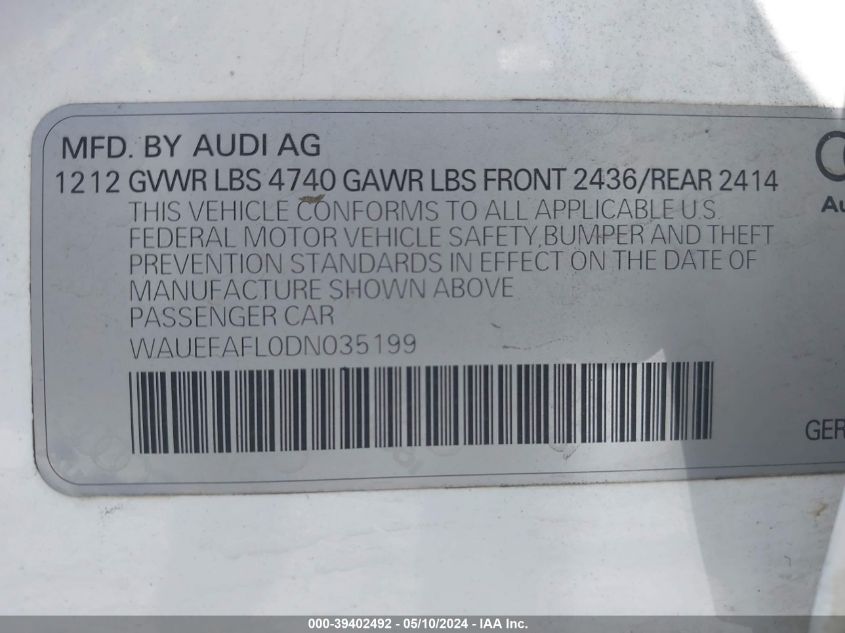 MFD. BY AUDI AG
1212 GVWR LBS 4740 GAWR LBS FRONT 2436/REAR 2414
THIS VEHICLE CONFORMS TO ALL APPLICABLE U.S.
FEDERAL MOTOR VEHICLE SAFETY, BUMPER AND THEFT
PREVENTION STANDARDS IN EFFECT ON THE DATE OF
MANUFACTURE SHOWN ABOVE
PASSENGER CAR
WAUEFAFL0DN035199
000-39402492 - 05/10/2024 - IAA Inc.